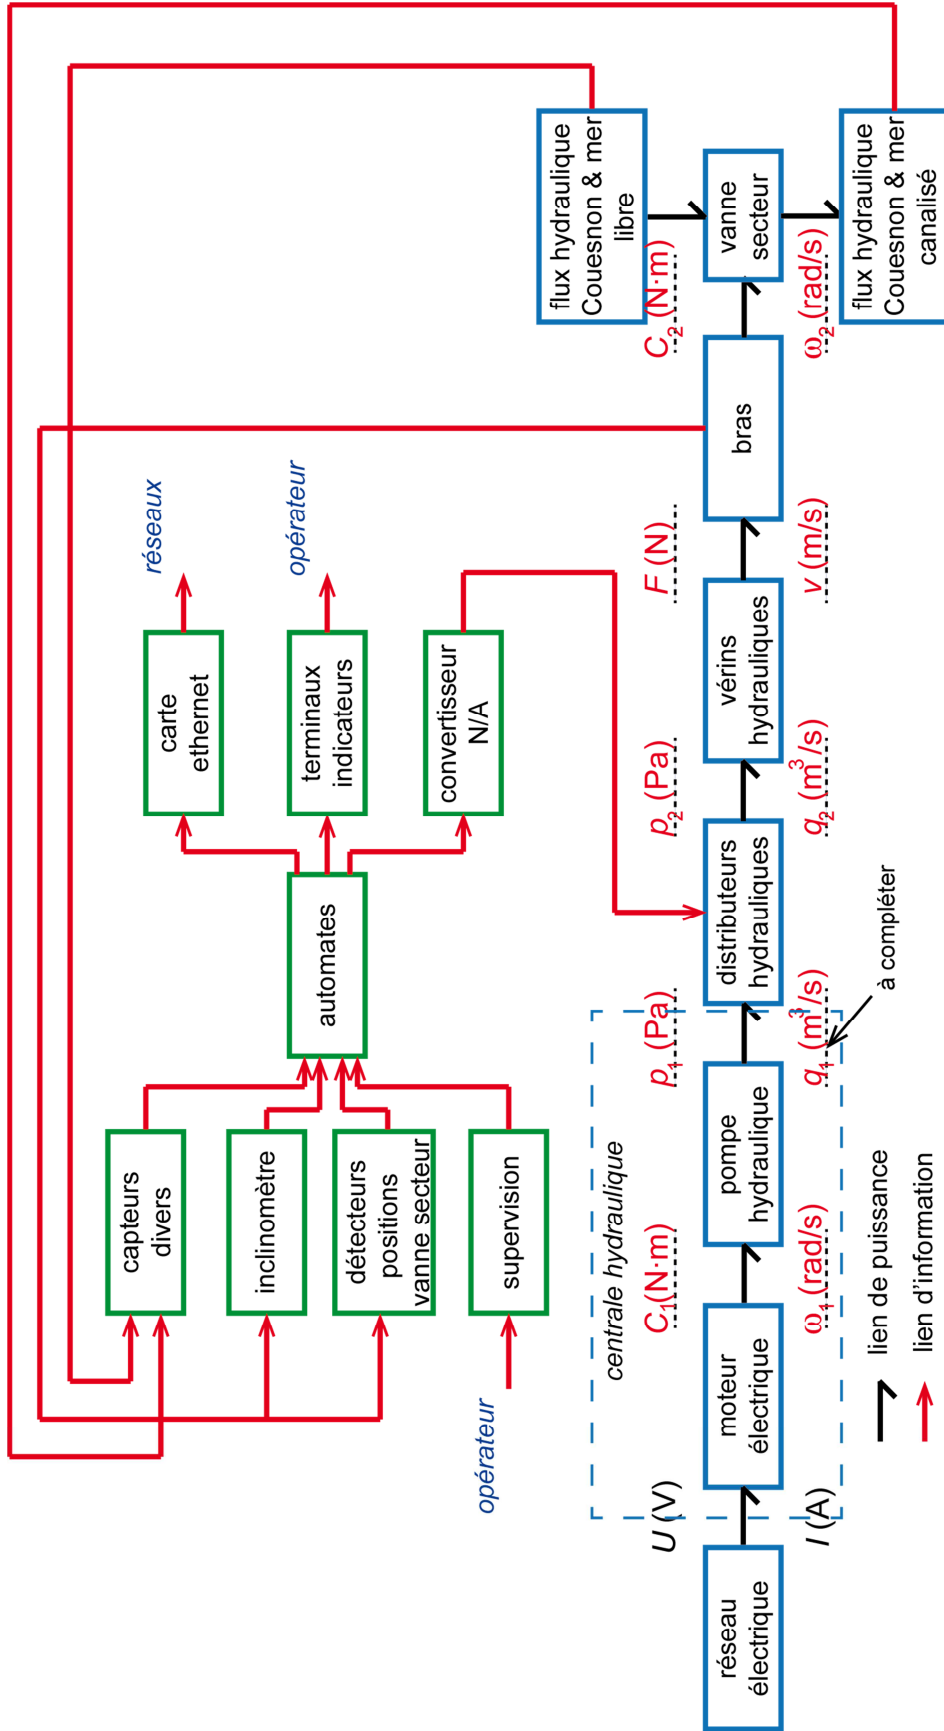 réseaux
opérateur
carte
ethernet
terminaux
indicateurs
convertisseur
N/A
automates
capteurs
divers
inclinomètre
détecteurs
positions
vanne secteur
supervision
opérateur
flux hydraulique
Couesnon & mer
libre
vanne
secteur
flux hydraulique
Couesnon & mer
canalisé
centrale hydraulique
U (V)
I (A)
C₁(N·m)
ω₁ (rad/s)
p₁ (Pa)
q₁ (m³/s)
p₂ (Pa)
q₂ (m³/s)
F (N)
v (m/s)
C₂ (N·m)
ω₂ (rad/s)
réseau
électrique
moteur
électrique
pompe
hydraulique
distributeurs
hydrauliques
vérins
hydrauliques
bras
à compléter
lien de puissance
lien d'information